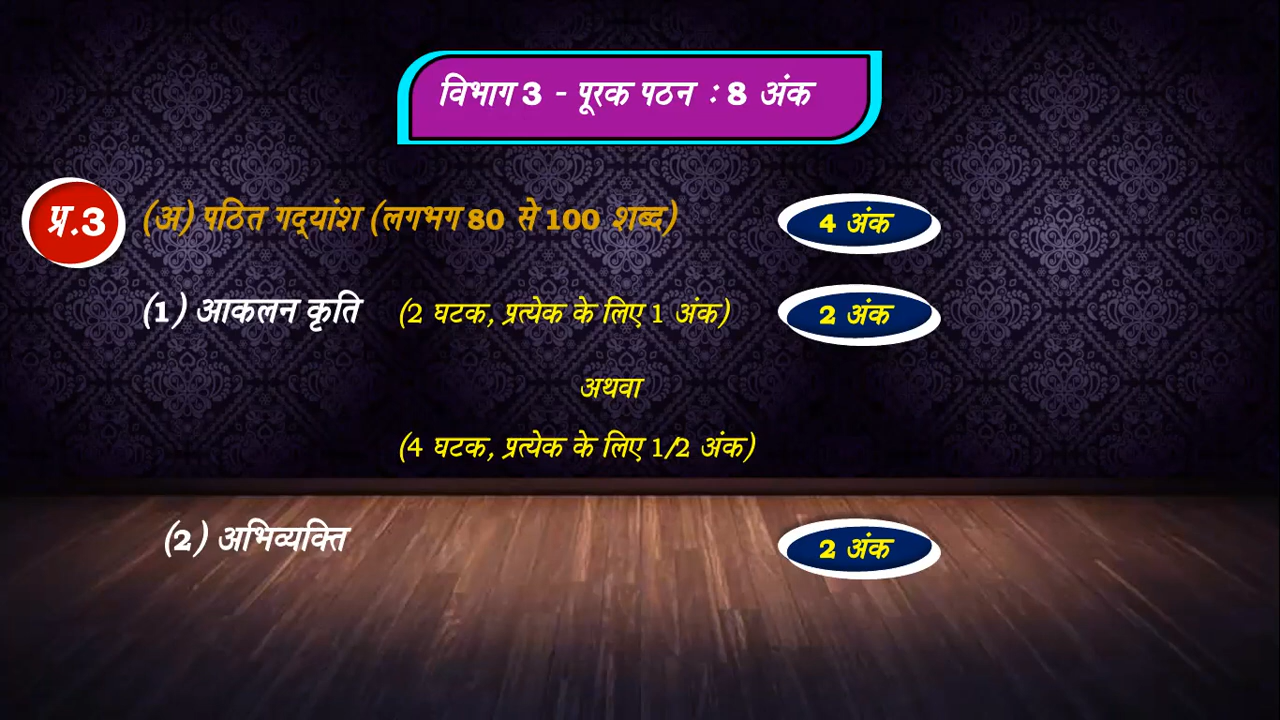 विभाग 3 - पूरक पठन : 8 अंक
प्र.3 (अ) पठित गद्‌यांश (लगभग 80 से 100 शब्द) 4 अंक
(1) आकलन कृति (2 घटक, प्रत्येक के लिए 1 अंक) 2 अंक
अथवा
(4 घटक, प्रत्येक के लिए 1/2 अंक)
(2) अभिव्यक्ति 2 अंक